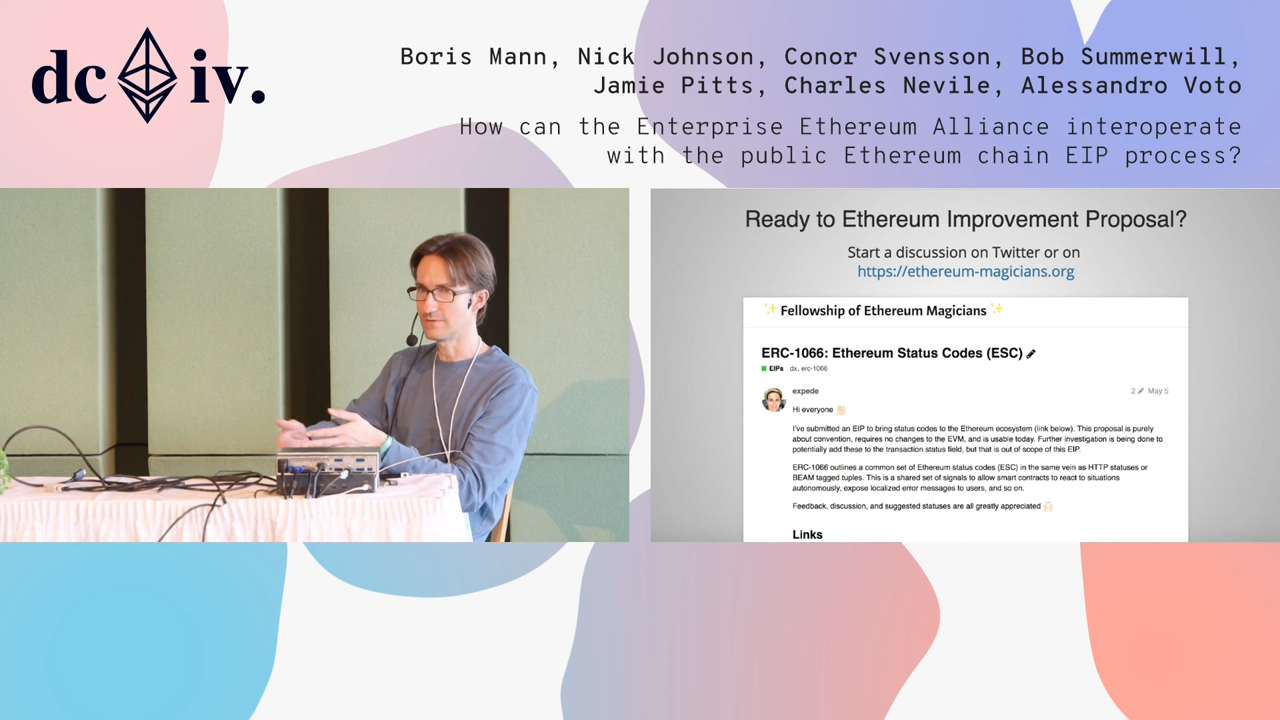 dc iv.
Boris Mann, Nick Johnson, Conor Svensson, Bob Summerwill,
Jamie Pitts, Charles Nevile, Alessandro Voto
How can the Enterprise Ethereum Alliance interoperate
with the public Ethereum chain EIP process?
Ready to Ethereum Improvement Proposal?
Start a discussion on Twitter or on
https://ethereum-magicians.org
✨ Fellowship of Ethereum Magicians ✨
ERC-1066: Ethereum Status Codes (ESC)
EIPs dx, erc-1066
expede 2 May 5
Hi everyone 👋🏻
I've submitted an EIP to bring status codes to the Ethereum ecosystem (link below). This proposal is purely
about convention, requires no changes to the EVM, and is usable today. Further investigation is being done to
potentially add these to the transaction status field, but that is out of scope of this EIP.
ERC-1066 outlines a common set of Ethereum status codes (ESC) in the same vein as HTTP statuses or
BEAM tagged tuples. This is a shared set of signals to allow smart contracts to react to situations
autonomously, expose localized error messages to users, and so on.
Feedback, discussion, and suggested statuses are all greatly appreciated 🙌🏻
Links